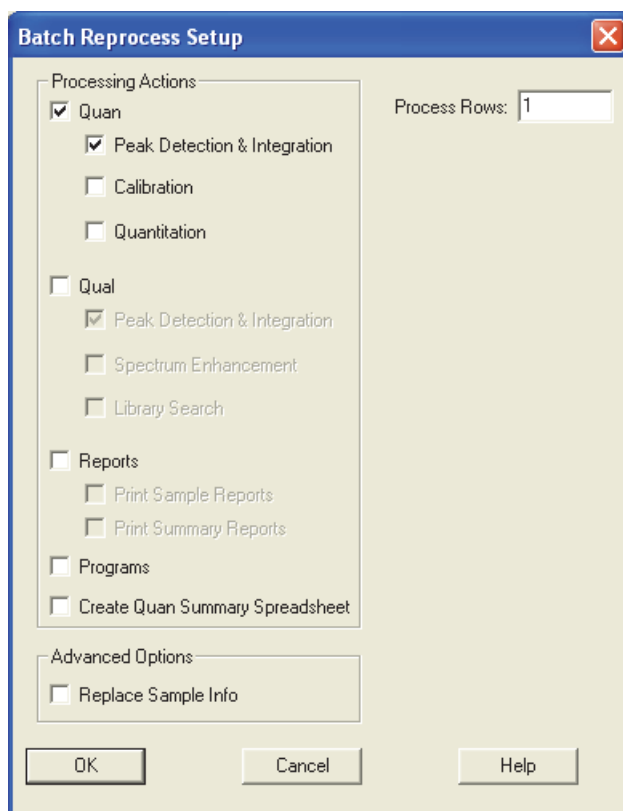 Batch Reprocess Setup
Processing Actions
Quan
Process Rows: 1
Peak Detection & Integration
Calibration
Quantitation
Qual
Peak Detection & Integration
Spectrum Enhancement
Library Search
Reports
Print Sample Reports
Print Summary Reports
Programs
Create Quan Summary Spreadsheet
Advanced Options
Replace Sample Info
OK Cancel Help